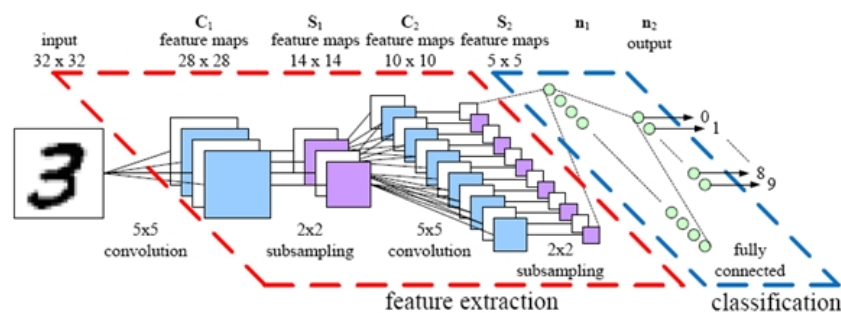 input
32 x 32
C1
feature maps
28 x 28
S1
feature maps
14 x 14
C2
feature maps
10 x 10
S2
feature maps
5 x 5
n1
n2
output
0
1
8
9
5x5
convolution
2x2
subsampling
5x5
convolution
2x2
subsampling
fully
connected
feature extraction
classification
3